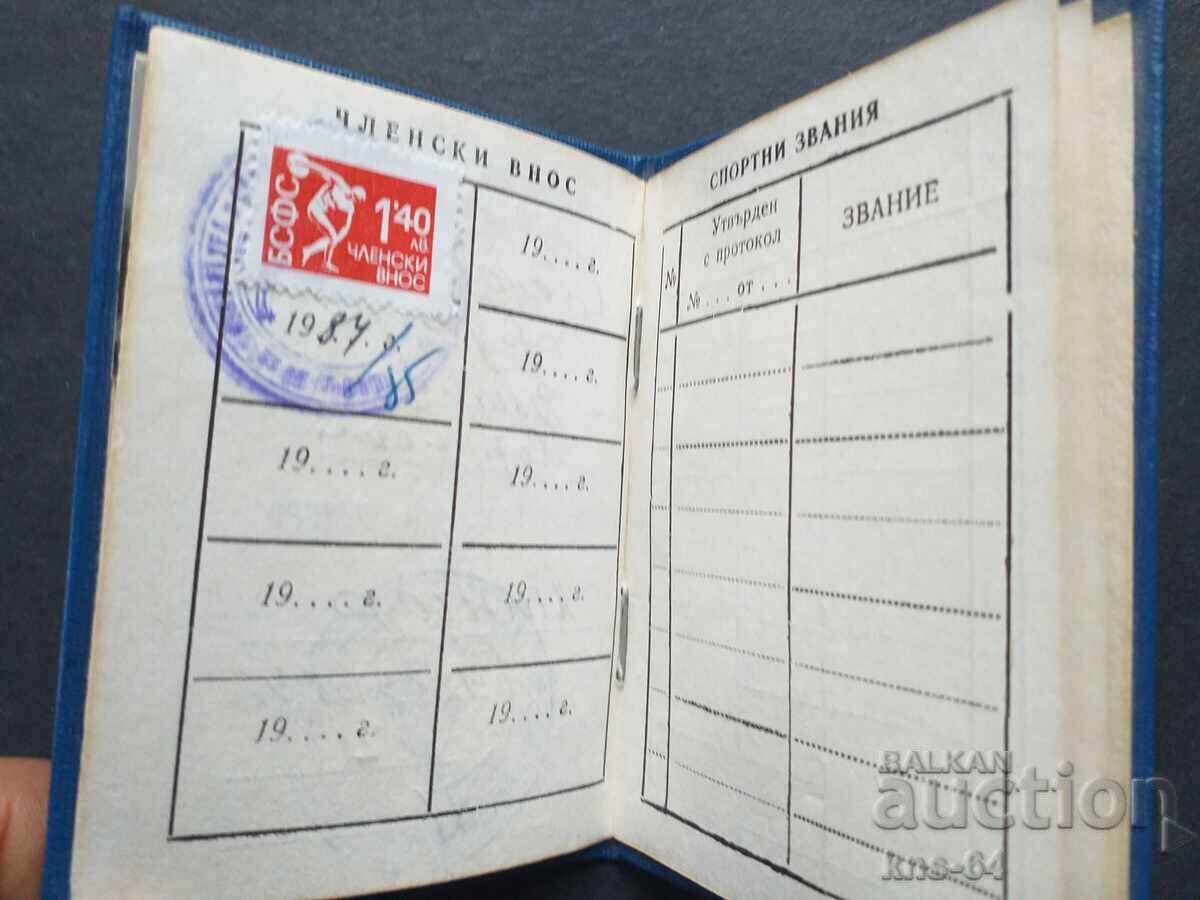 ЧЛЕНСКИ ВНОС
БСФС
1'40
ЛВ.
ЧЛЕНСКИ
ВНОС
1984 г.
/85
19.... г.
19.... г.
19.... г.
19.... г.
19.... г.
19.... г.
19.... г.
19.... г.
СПОРТНИ ЗВАНИЯ
№
Утвърден
с протокол
№ ... от ...
ЗВАНИЕ
BALKAN
auction
kns-64